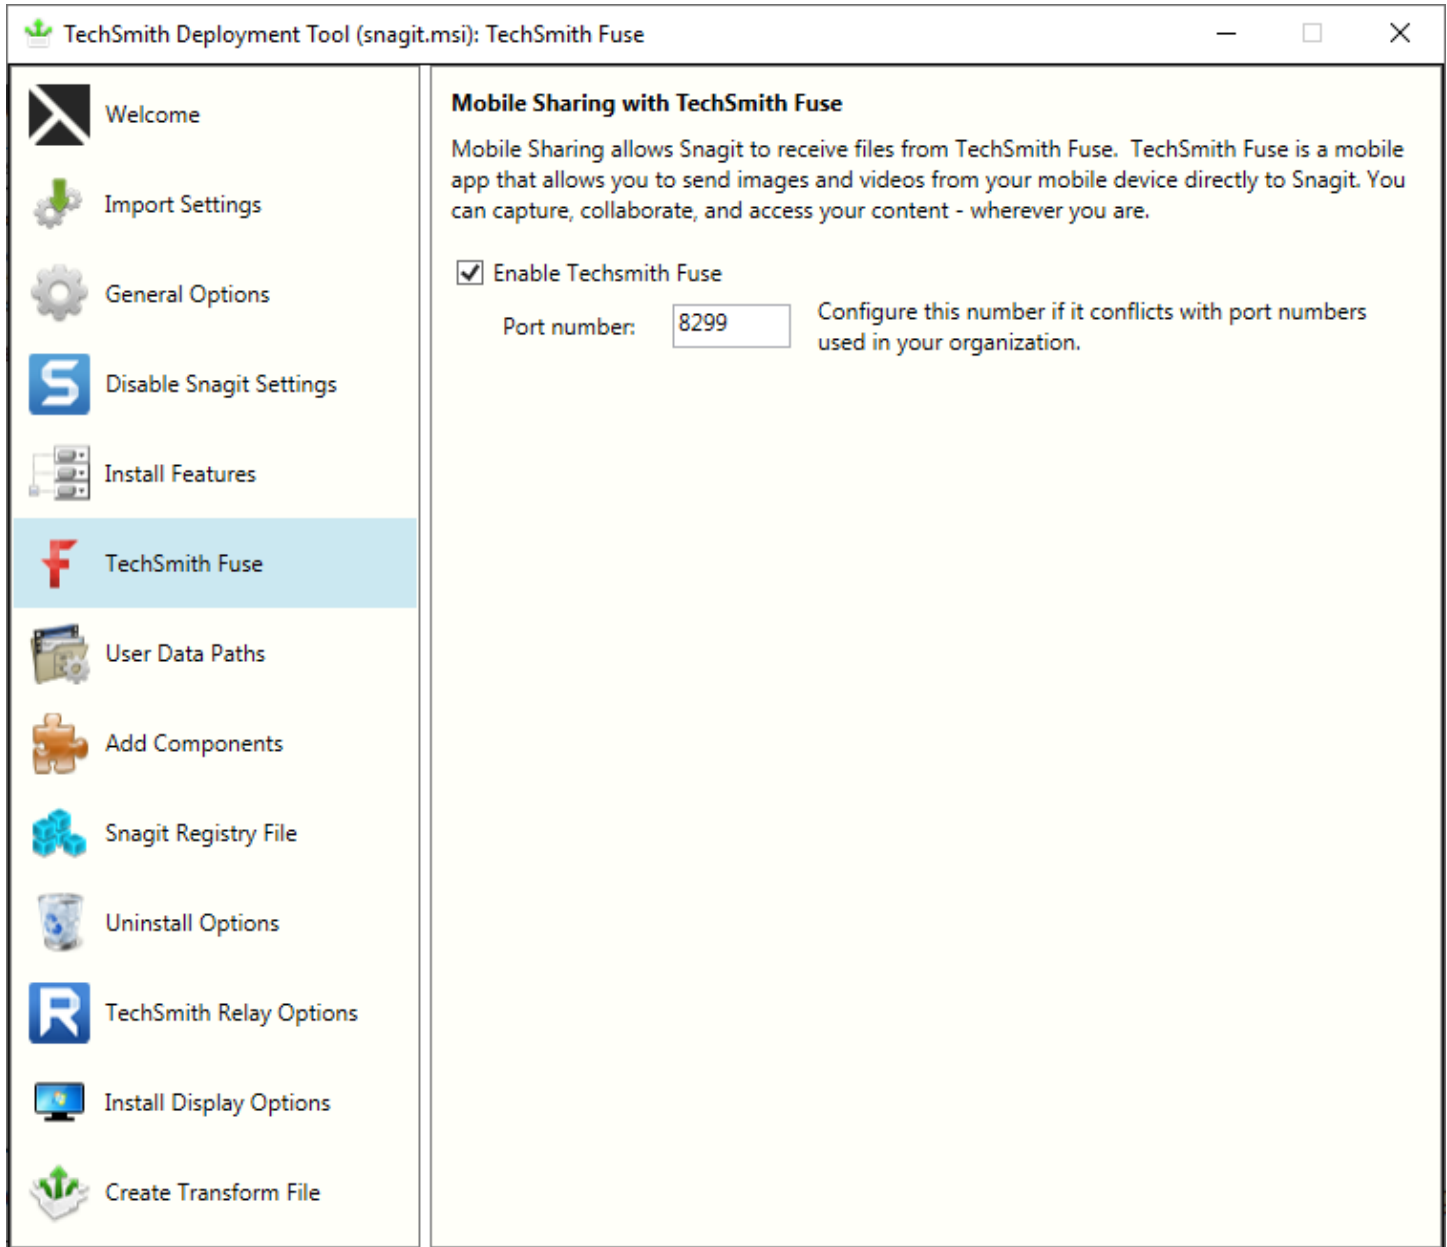 TechSmith Deployment Tool (snagit.msi): TechSmith Fuse
Welcome
Import Settings
General Options
Disable Snagit Settings
Install Features
TechSmith Fuse
User Data Paths
Add Components
Snagit Registry File
Uninstall Options
TechSmith Relay Options
Install Display Options
Create Transform File
Mobile Sharing with TechSmith Fuse
Mobile Sharing allows Snagit to receive files from TechSmith Fuse.  TechSmith Fuse is a mobile
app that allows you to send images and videos from your mobile device directly to Snagit. You
can capture, collaborate, and access your content - wherever you are.
Enable Techsmith Fuse
Port number: 8299
Configure this number if it conflicts with port numbers
used in your organization.